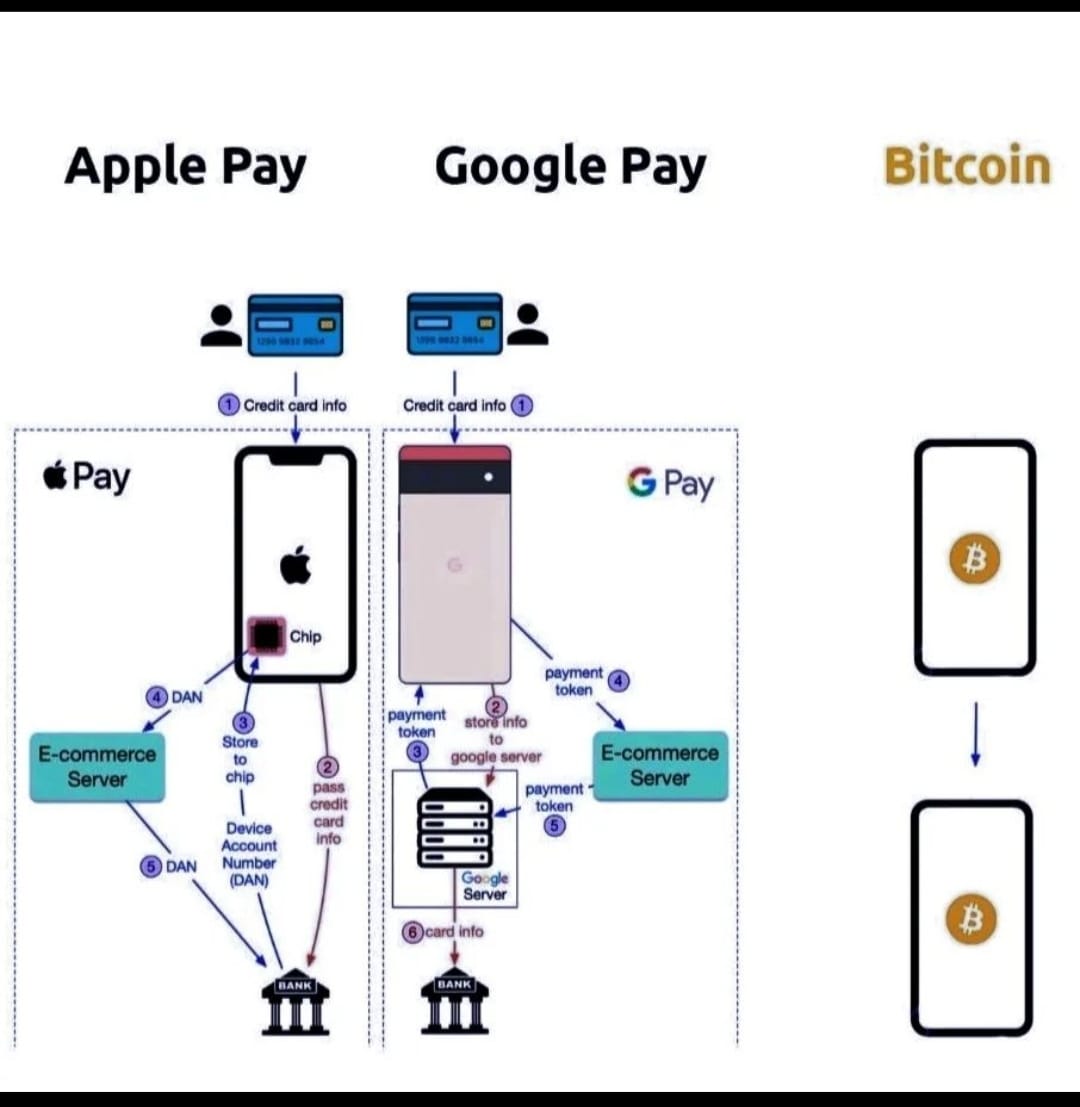 Apple Pay
Google Pay
Bitcoin
1 Credit card info
Credit card info 1
Pay
Chip
4 DAN
3
Store
to
chip
Device
Account
Number
(DAN)
2
pass
credit
card
info
E-commerce
Server
5 DAN
BANK
G Pay
G
payment
token
3
2
store info
to
google server
payment
token
4
E-commerce
Server
payment
token
5
Google
Server
6 card info
BANK
₿
₿